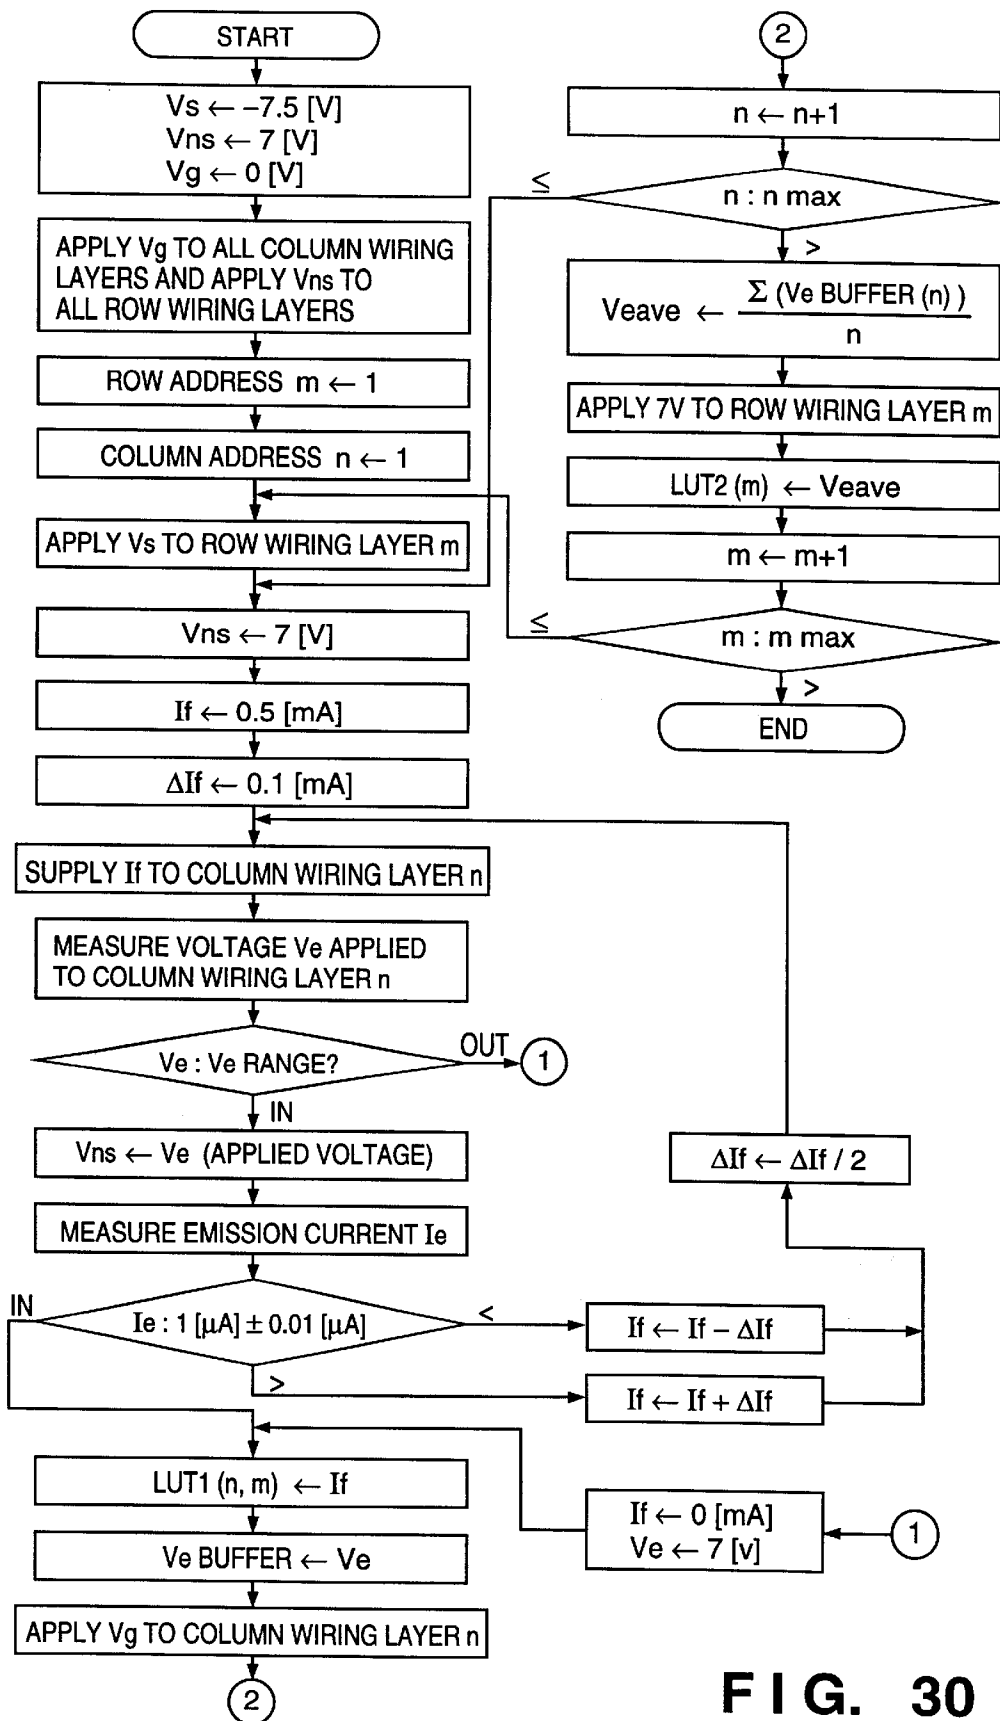 START
Vs ← −7.5 [V]
Vns ← 7 [V]
Vg ← 0 [V]
APPLY Vg TO ALL COLUMN WIRING
LAYERS AND APPLY Vns TO
ALL ROW WIRING LAYERS
ROW ADDRESS m ← 1
COLUMN ADDRESS n ← 1
APPLY Vs TO ROW WIRING LAYER m
Vns ← 7 [V]
If ← 0.5 [mA]
ΔIf ← 0.1 [mA]
SUPPLY If TO COLUMN WIRING LAYER n
MEASURE VOLTAGE Ve APPLIED
TO COLUMN WIRING LAYER n
Ve : Ve RANGE?
OUT
1
IN
Vns ← Ve (APPLIED VOLTAGE)
MEASURE EMISSION CURRENT Ie
IN
Ie : 1 [μA] ± 0.01 [μA]
<
>
If ← If − ΔIf
If ← If + ΔIf
ΔIf ← ΔIf / 2
LUT1 (n, m) ← If
Ve BUFFER ← Ve
APPLY Vg TO COLUMN WIRING LAYER n
2
If ← 0 [mA]
Ve ← 7 [v]
1
2
n ← n+1
≤
n : n max
>
Veave ← Σ (Ve BUFFER (n) )
n
APPLY 7V TO ROW WIRING LAYER m
LUT2 (m) ← Veave
m ← m+1
≤
m : m max
>
END
FIG. 30